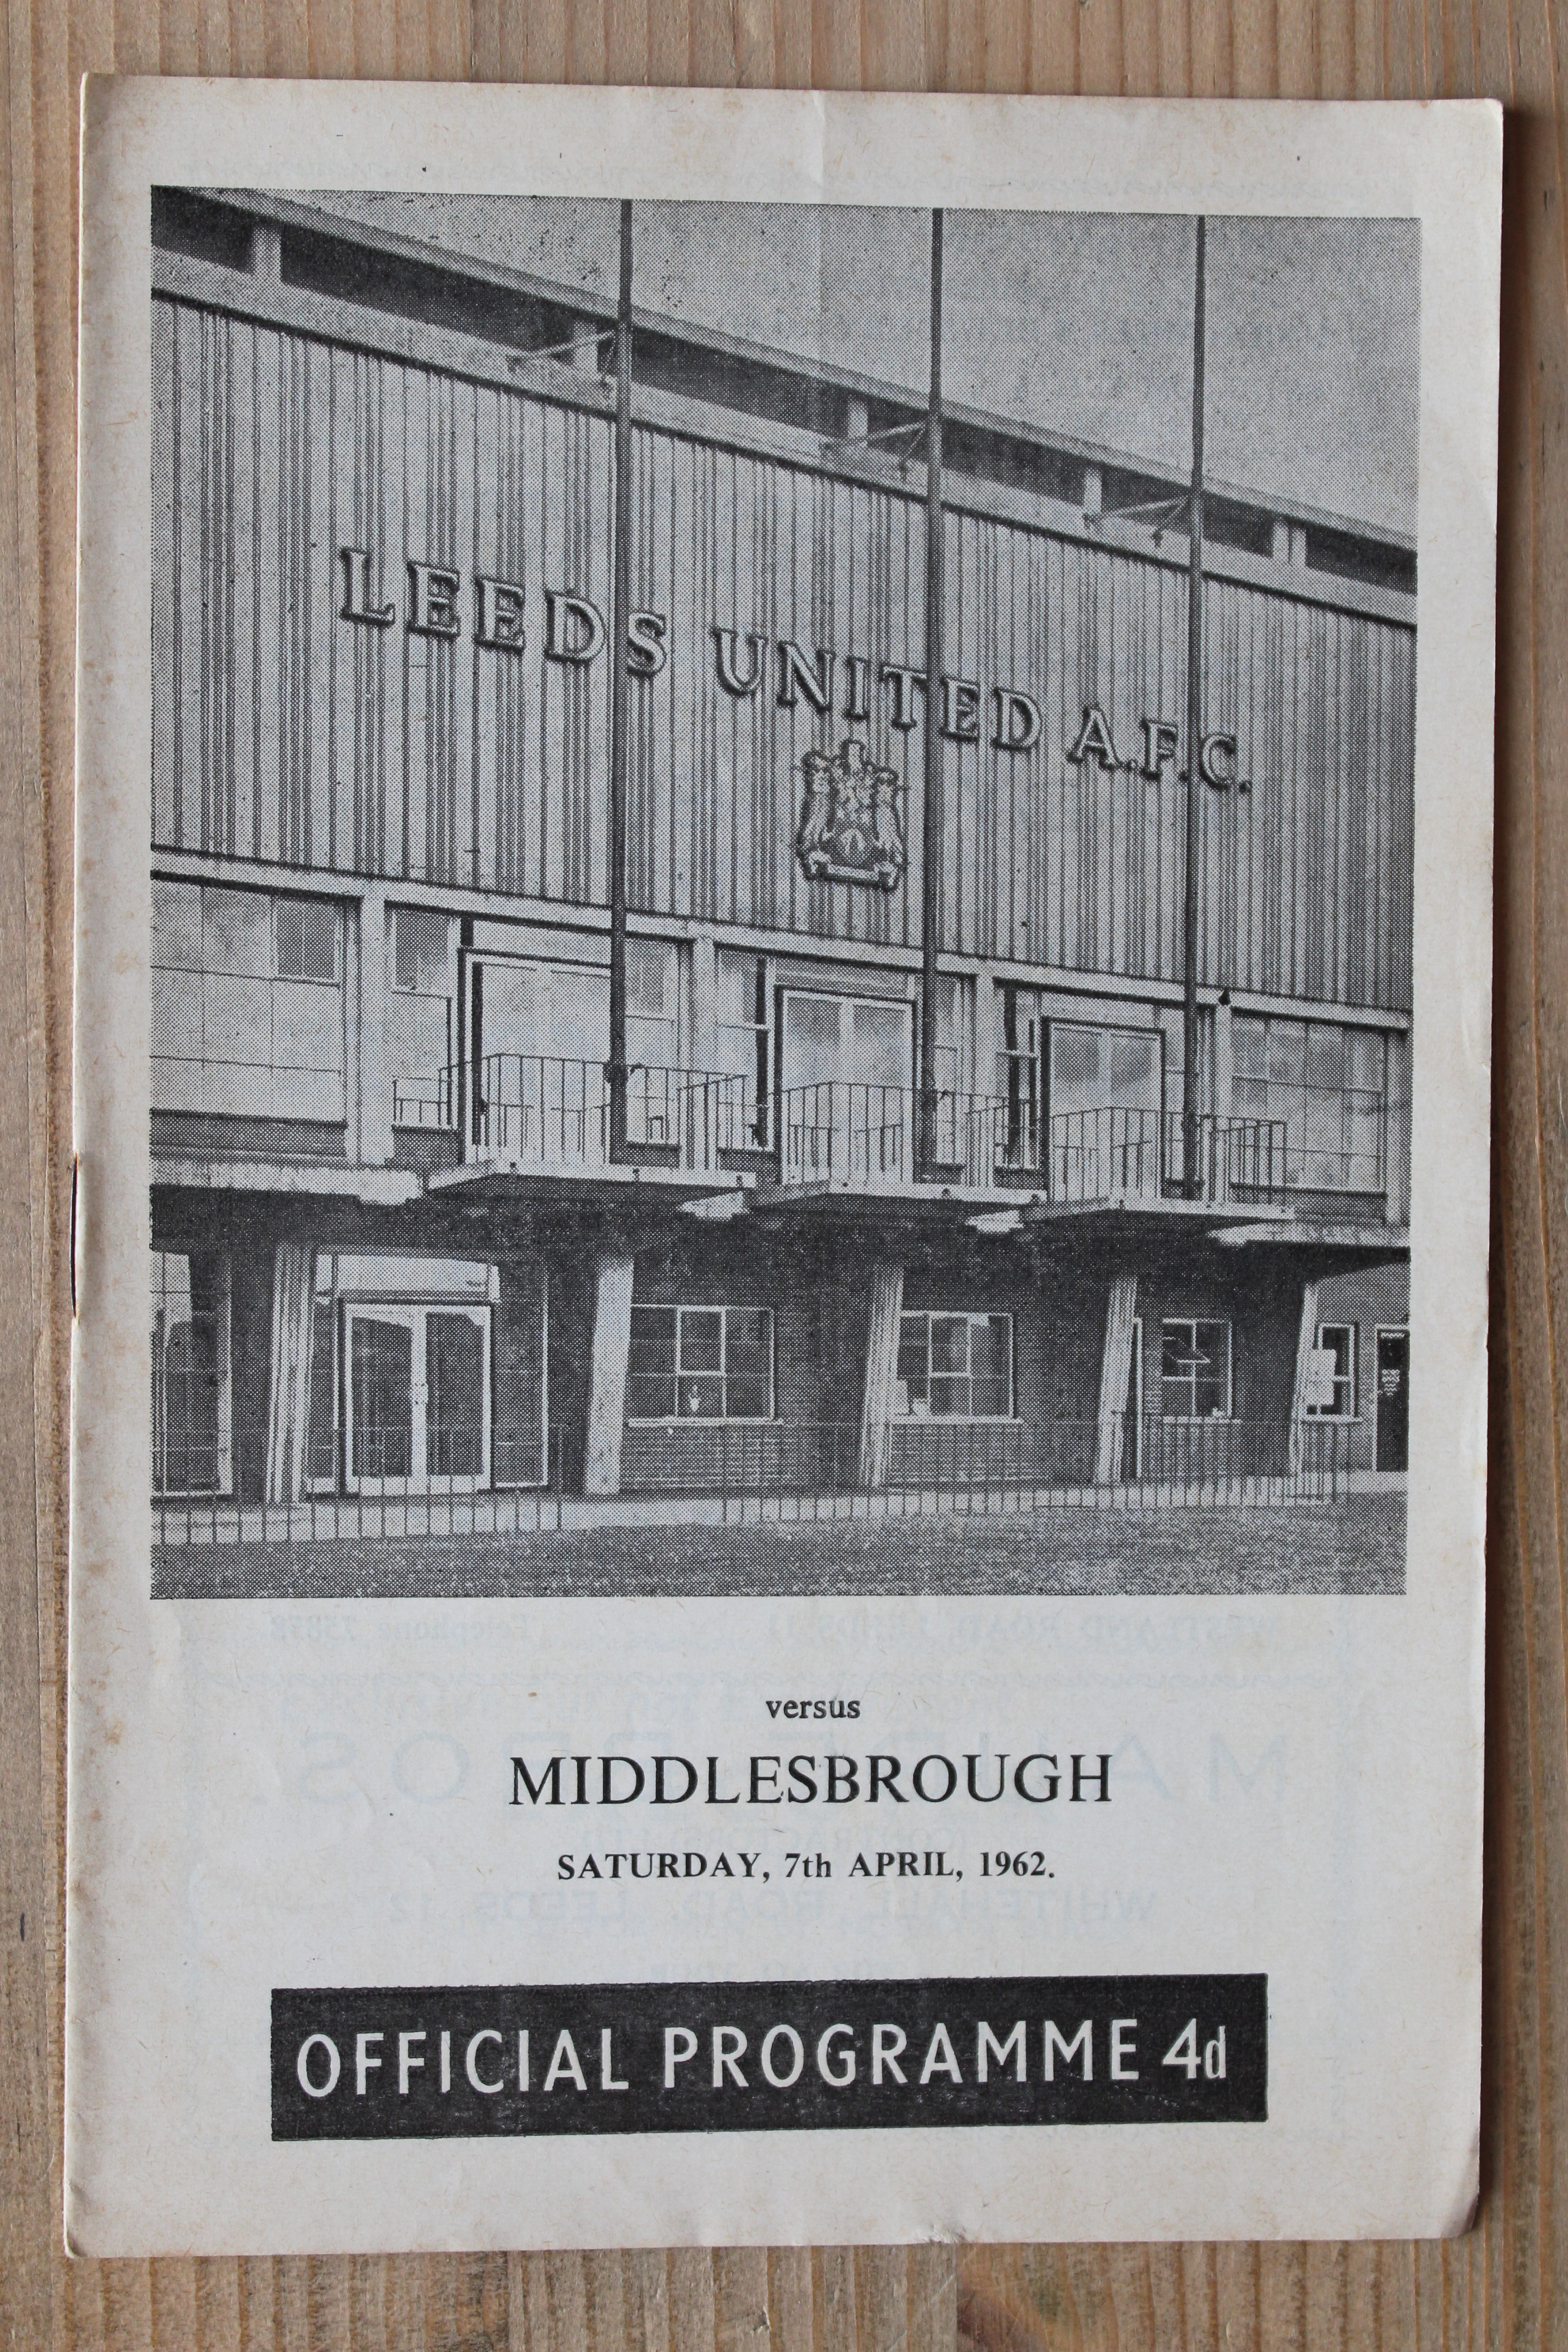 LEEDS UNITED A.F.C.
versus
MIDDLESBROUGH
SATURDAY, 7th APRIL, 1962.
OFFICIAL PROGRAMME 4d